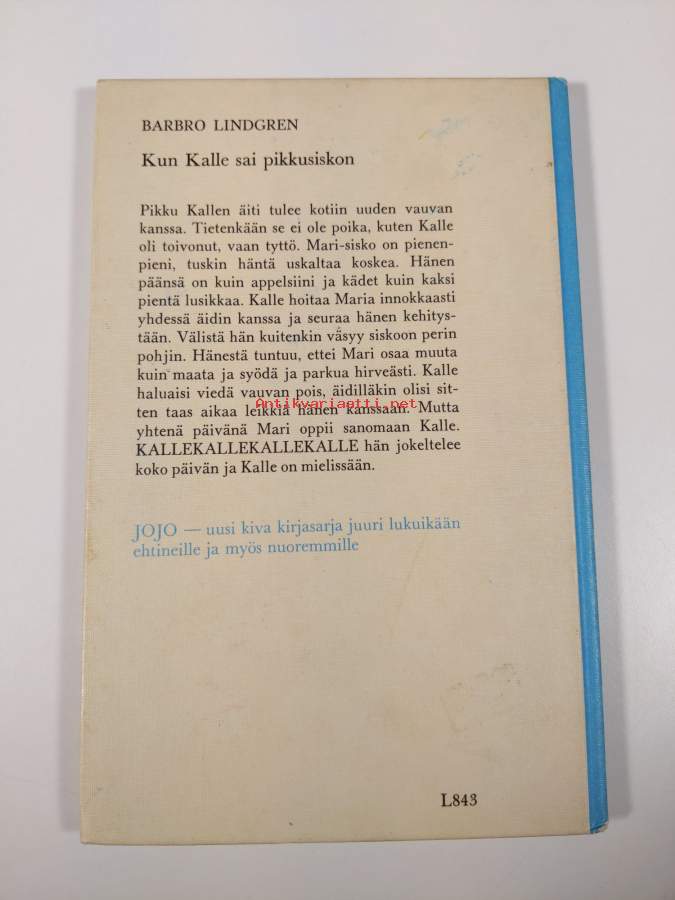 BARBRO LINDGREN
Kun Kalle sai pikkusiskon
Pikku Kallen äiti tulee kotiin uuden vauvan
kanssa. Tietenkään se ei ole poika, kuten Kalle
oli toivonut, vaan tyttö. Mari-sisko on pienen-
pieni, tuskin häntä uskaltaa koskea. Hänen
päänsä on kuin appelsiini ja kädet kuin kaksi
pientä lusikkaa. Kalle hoitaa Maria innokkaasti
yhdessä äidin kanssa ja seuraa hänen kehitys-
tään. Välistä hän kuitenkin väsyy siskoon perin
pohjin. Hänestä tuntuu, ettei Mari osaa muuta
kuin maata ja syödä ja parkua hirveästi. Kalle
haluaisi viedä vauvan pois, äidilläkin olisi sit-
ten taas aikaa leikkiä hänen kanssaan. Mutta
Antikvariaatti.net
yhtenä päivänä Mari oppii sanomaan Kalle.
KALLEKALLEKALLEKALLE hän jokeltelee
koko päivän ja Kalle on mielissään.
JOJO — uusi kiva kirjasarja juuri lukuikään
ehtineille ja myös nuoremmille
L843